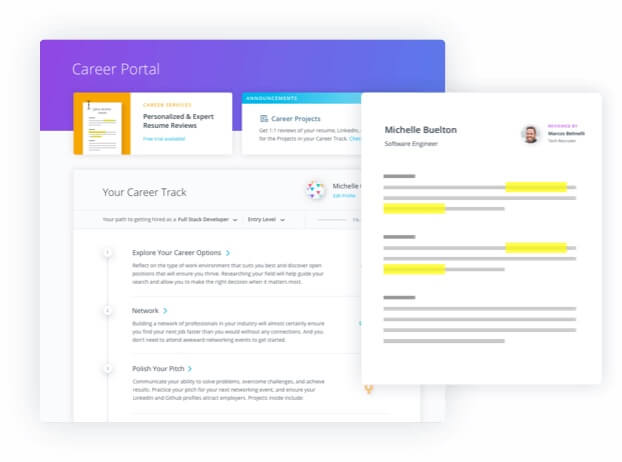 Career Portal
CAREER SERVICES
Personalized & Expert
Resume Reviews
Free trial available!
ANNOUNCEMENTS
Career Projects
Get 1:1 reviews of your resume, LinkedIn,
for the Projects in your Career Track.
Michelle Buelton
Software Engineer
REVIEWED BY
Marcos Belinelli
Tech Recruiter
Your Career Track
Michelle
Edit Profile
Your path to getting hired as a Full Stack Developer
Entry Level
1
Explore Your Career Options
Reflect on the type of work environment that suits you best and discover open
positions that will ensure you thrive. Researching your field will help guide your
search and allow you to make the right decision when it matters most.
2
Network
Building a network of professionals in your industry will almost certainly ensure
you find your next job faster than you would without any connections. And you
don't need to attend awkward networking events to get started.
3
Polish Your Pitch
Communicate your ability to solve problems, overcome challenges, and achieve
results. Practice your pitch for your next networking event, and ensure your
LinkedIn and Github profiles attract employers. Projects inside include: